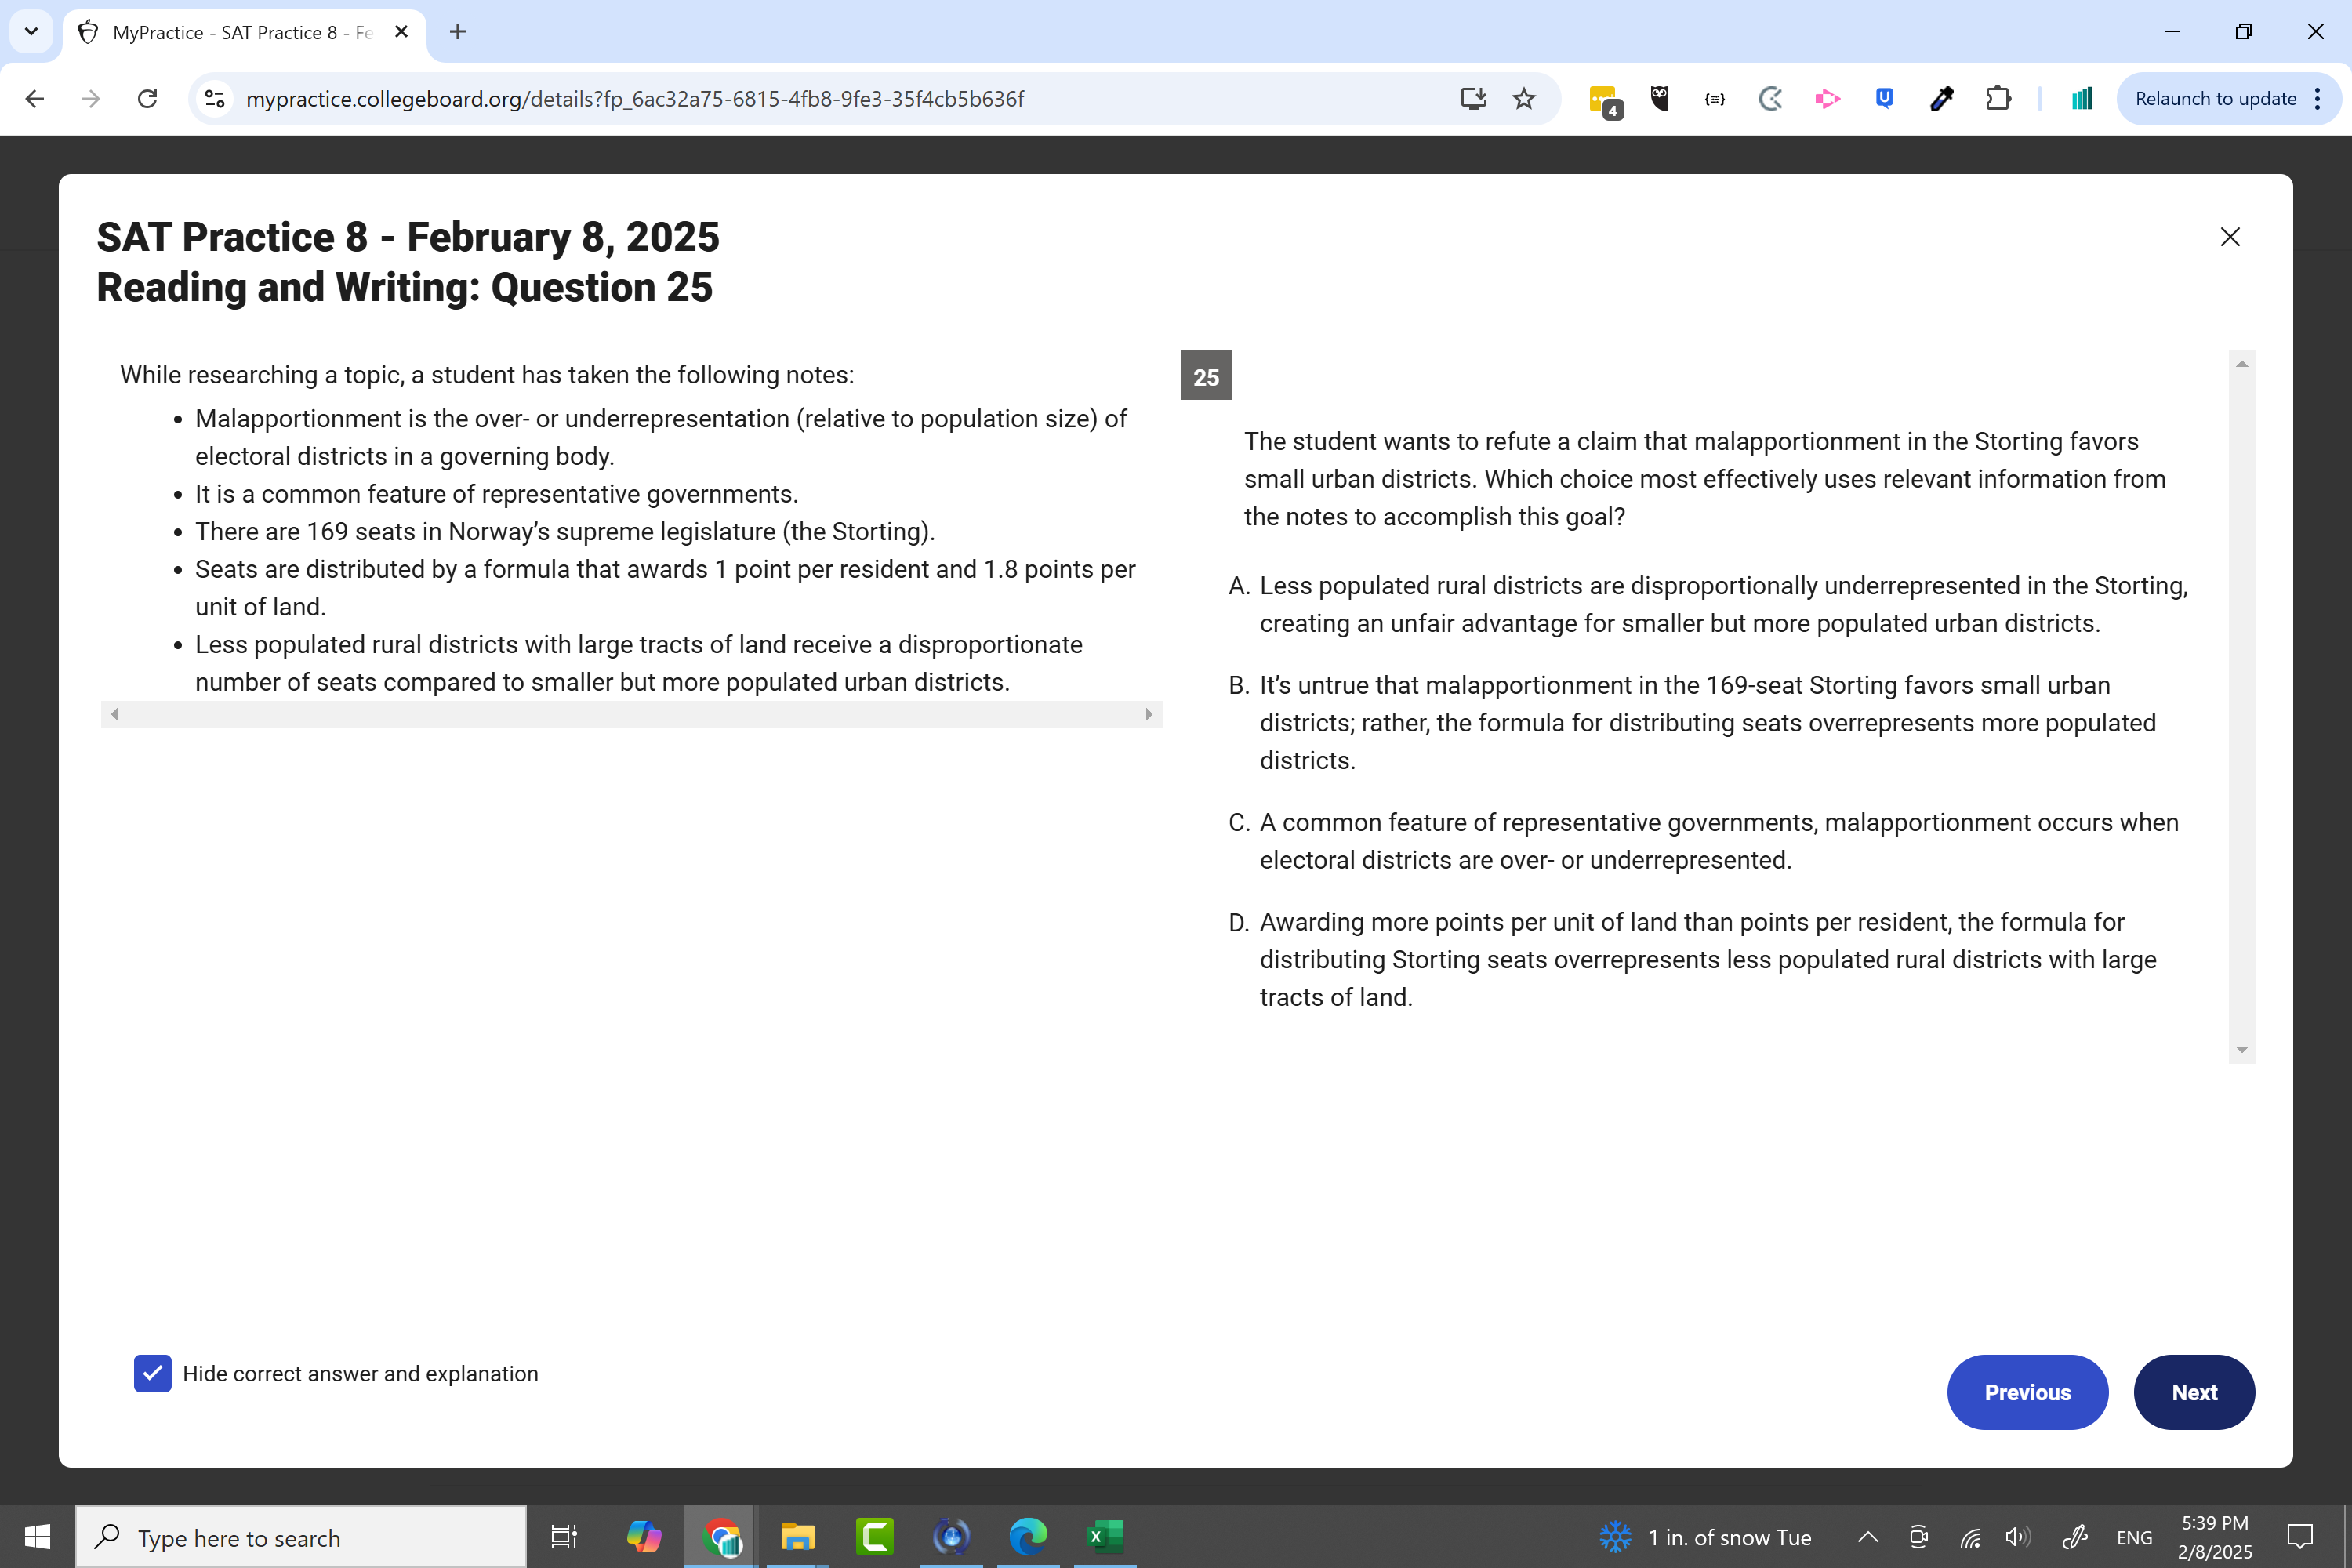 MyPractice - SAT Practice 8 - Fe
mypractice.collegeboard.org/details?fp_6ac32a75-6815-4fb8-9fe3-35f4cb5b636f
4
Relaunch to update
SAT Practice 8 - February 8, 2025
Reading and Writing: Question 25
While researching a topic, a student has taken the following notes:
• Malapportionment is the over- or underrepresentation (relative to population size) of
electoral districts in a governing body.
• It is a common feature of representative governments.
• There are 169 seats in Norway’s supreme legislature (the Storting).
• Seats are distributed by a formula that awards 1 point per resident and 1.8 points per
unit of land.
• Less populated rural districts with large tracts of land receive a disproportionate
number of seats compared to smaller but more populated urban districts.
25
The student wants to refute a claim that malapportionment in the Storting favors
small urban districts. Which choice most effectively uses relevant information from
the notes to accomplish this goal?
A. Less populated rural districts are disproportionally underrepresented in the Storting,
creating an unfair advantage for smaller but more populated urban districts.
B. It’s untrue that malapportionment in the 169-seat Storting favors small urban
districts; rather, the formula for distributing seats overrepresents more populated
districts.
C. A common feature of representative governments, malapportionment occurs when
electoral districts are over- or underrepresented.
D. Awarding more points per unit of land than points per resident, the formula for
distributing Storting seats overrepresents less populated rural districts with large
tracts of land.
Hide correct answer and explanation
Previous
Next
Type here to search
1 in. of snow Tue
ENG
5:39 PM
2/8/2025